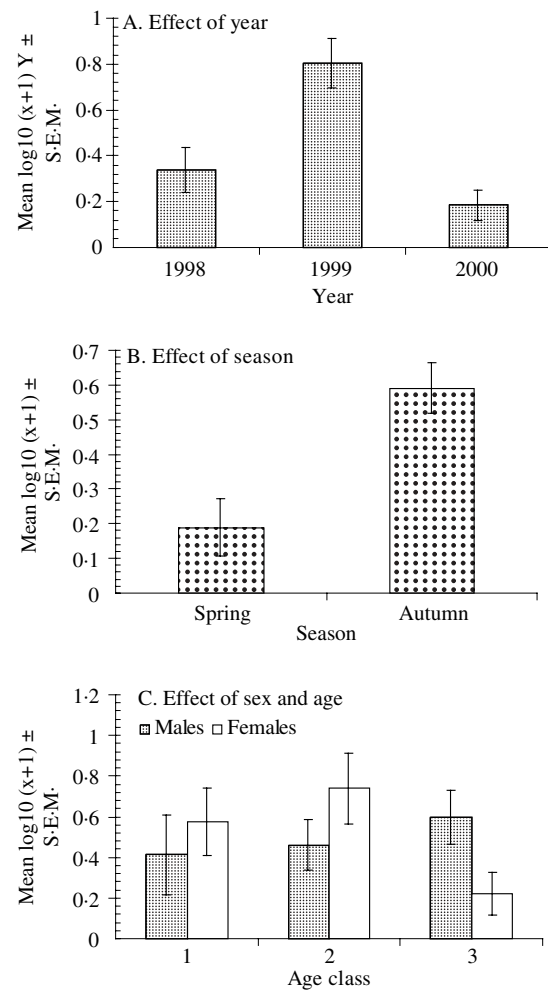 A. Effect of year
Mean log10 (x+1) Y ±
S·E·M·
1
0·8
0·6
0·4
0·2
0
1998 1999 2000
Year
B. Effect of season
Mean log10 (x+1) ±
S·E·M·
0·7
0·6
0·5
0·4
0·3
0·2
0·1
0
Spring Autumn
Season
C. Effect of sex and age
Males Females
Mean log10 (x+1) ±
S·E·M·
1·2
1
0·8
0·6
0·4
0·2
0
1 2 3
Age class